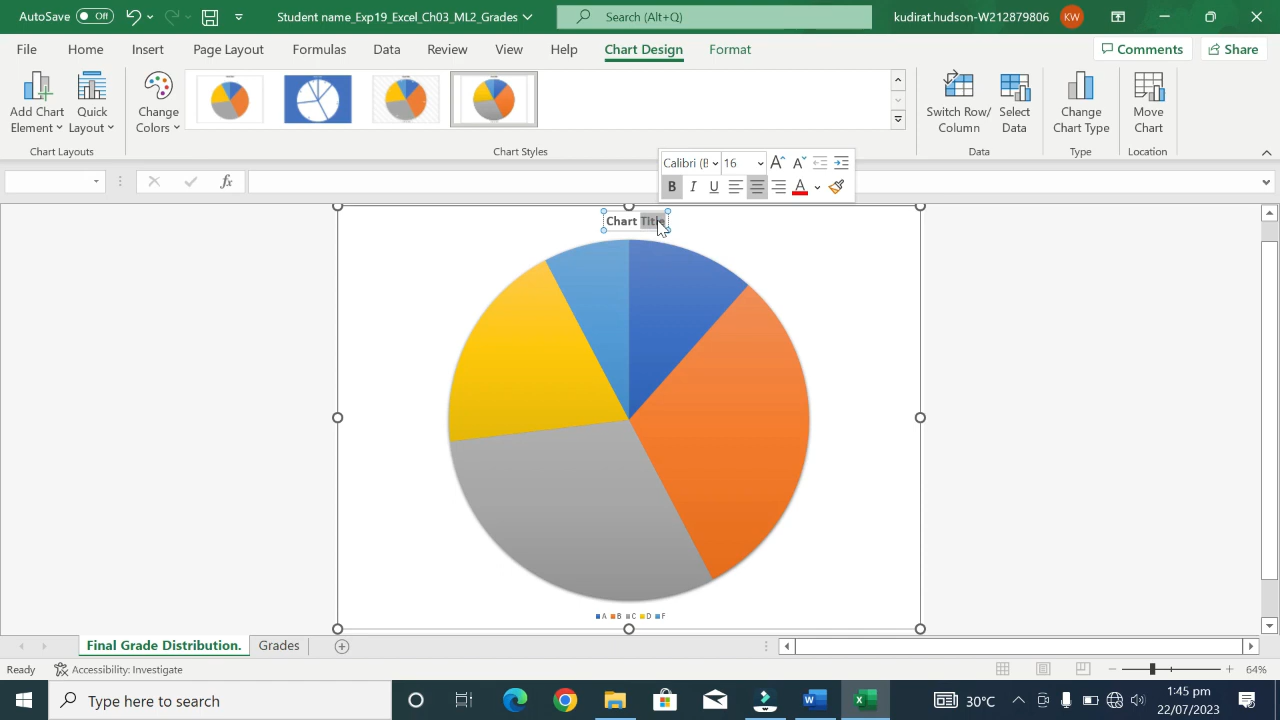 AutoSave Off Student name_Exp19_Excel_Ch03_ML2_Grades Search (Alt+Q) kudirat.hudson-W212879806 KW
File Home Insert Page Layout Formulas Data Review View Help Chart Design Format Comments Share
Add Chart Element Quick Layout Change Colors Switch Row/ Column Select Data Change Chart Type Move Chart
Chart Layouts Chart Styles Data Type Location
Calibri (B 16 A A
fx B I U A
Chart Title
A B C D F
Final Grade Distribution. Grades
Ready Accessibility: Investigate 64%
Type here to search 30°C 1:45 pm
22/07/2023